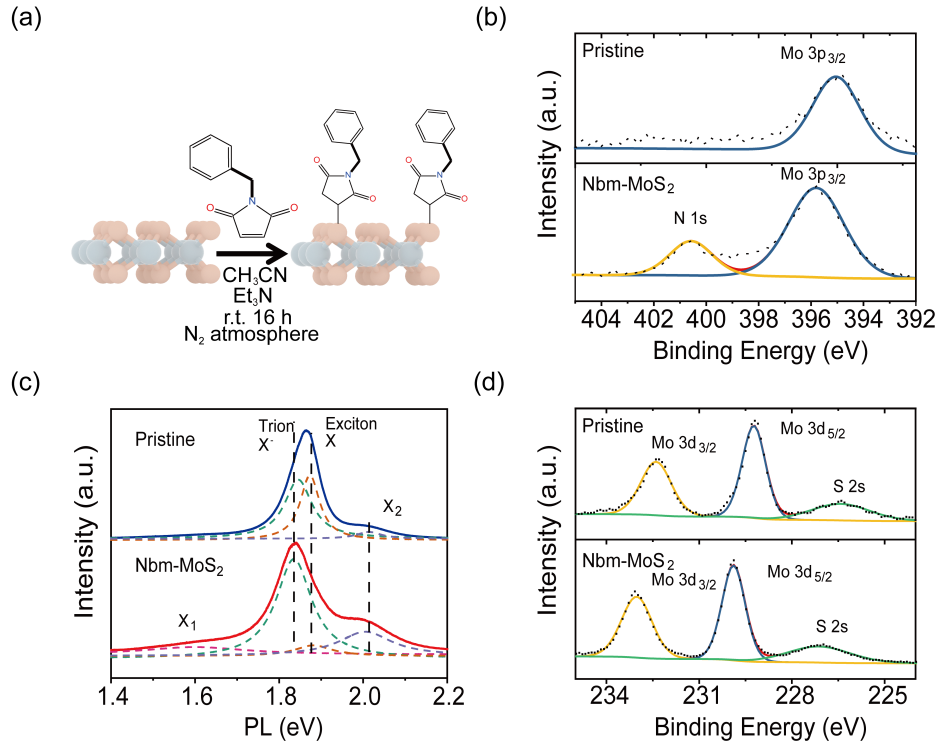 (a)
N
O
O
CH₃CN
Et₃N
r.t. 16 h
N₂ atmosphere
O
N
O
O
N
O
(b)
Intensity (a.u.)
Pristine
Mo 3p₃/₂
Nbm-MoS₂
Mo 3p₃/₂
N 1s
404 402 400 398 396 394 392
Binding Energy (eV)
(c)
Intensity (a.u.)
Pristine
Trion
X⁻
Exciton
X
X₂
Nbm-MoS₂
X₁
1.4 1.6 1.8 2.0 2.2
PL (eV)
(d)
Intensity (a.u.)
Pristine
Mo 3d₃/₂
Mo 3d₅/₂
S 2s
Nbm-MoS₂
Mo 3d₃/₂
Mo 3d₅/₂
S 2s
234 231 228 225
Binding Energy (eV)